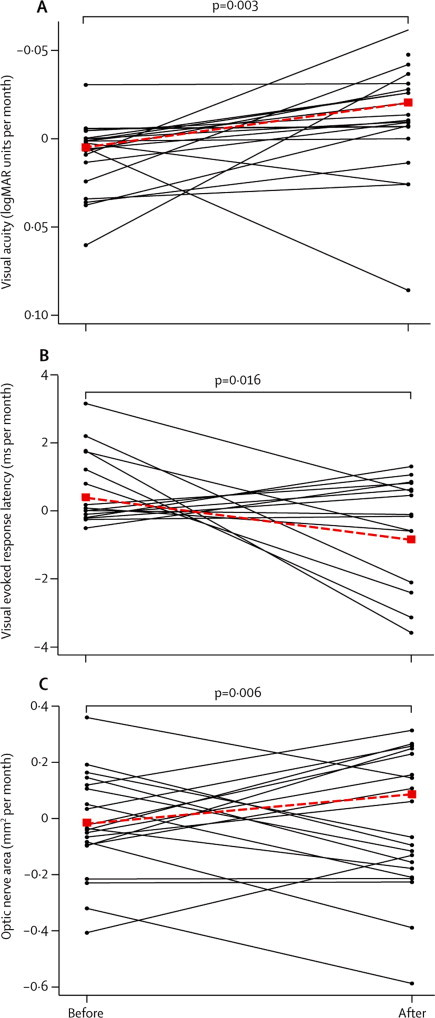 A
p=0·003
−0·05
0
0·05
0·10
Visual acuity (logMAR units per month)
B
p=0·016
4
2
0
−2
−4
Visual evoked response latency (ms per month)
C
p=0·006
0·4
0·2
0
−0·2
−0·4
−0·6
Optic nerve area (mm² per month)
Before After